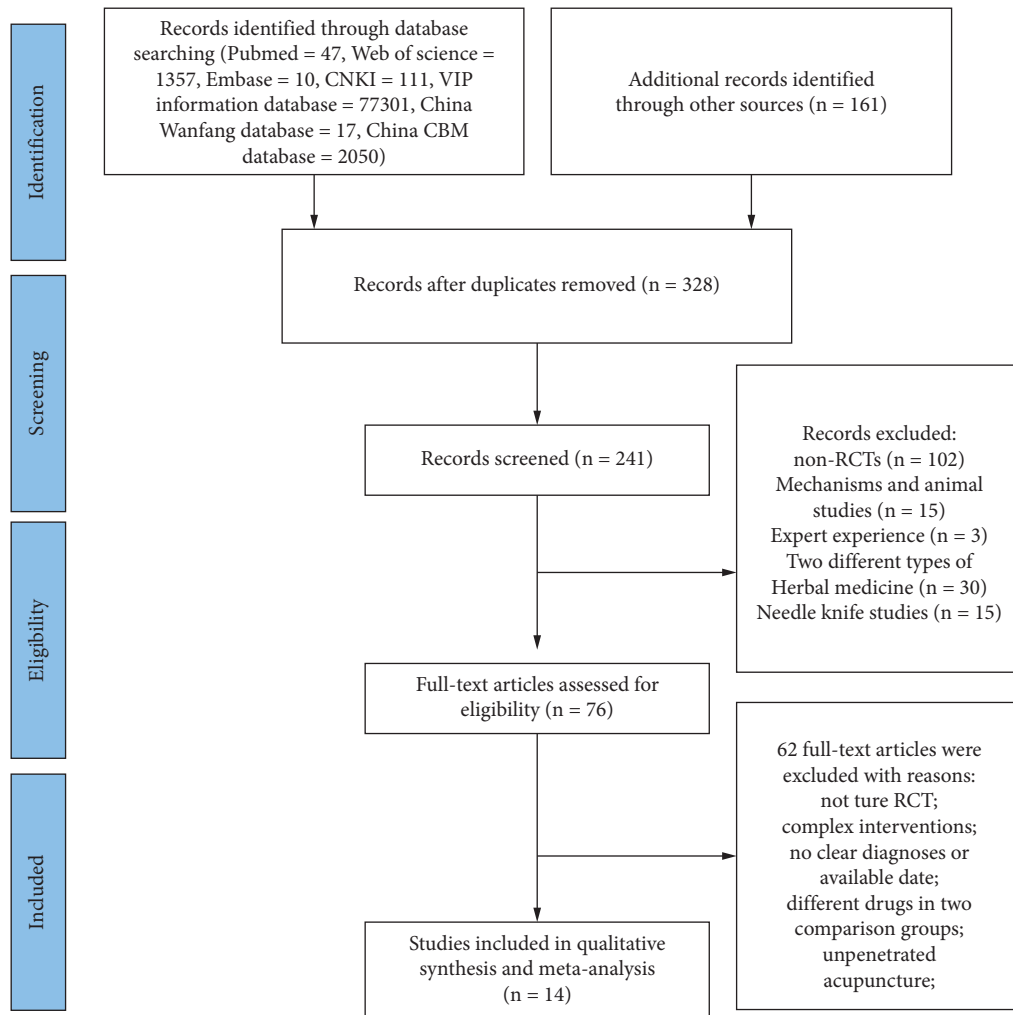 Identification
Records identified through database
searching (Pubmed = 47, Web of science =
1357, Embase = 10, CNKI = 111, VIP
information database = 77301, China
Wanfang database = 17, China CBM
database = 2050)
Additional records identified
through other sources (n = 161)
Records after duplicates removed (n = 328)
Screening
Records screened (n = 241)
Records excluded:
non-RCTs (n = 102)
Mechanisms and animal
studies (n = 15)
Expert experience (n = 3)
Two different types of
Herbal medicine (n = 30)
Needle knife studies (n = 15)
Eligibility
Full-text articles assessed for
eligibility (n = 76)
62 full-text articles were
excluded with reasons:
not ture RCT;
complex interventions;
no clear diagnoses or
available date;
different drugs in two
comparison groups;
unpenetrated
acupuncture;
Included
Studies included in qualitative
synthesis and meta-analysis
(n = 14)